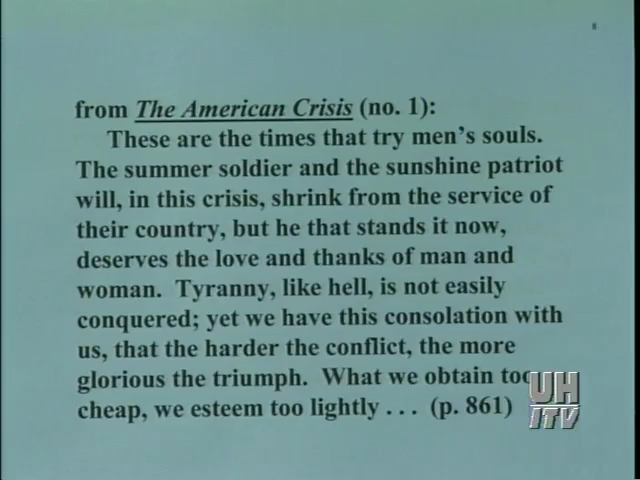 from The American Crisis (no. 1):
These are the times that try men's souls.
The summer soldier and the sunshine patriot
will, in this crisis, shrink from the service of
their country, but he that stands it now,
deserves the love and thanks of man and
woman. Tyranny, like hell, is not easily
conquered; yet we have this consolation with
us, that the harder the conflict, the more
glorious the triumph. What we obtain too
cheap, we esteem too lightly . . . (p. 861)
UH
ITV